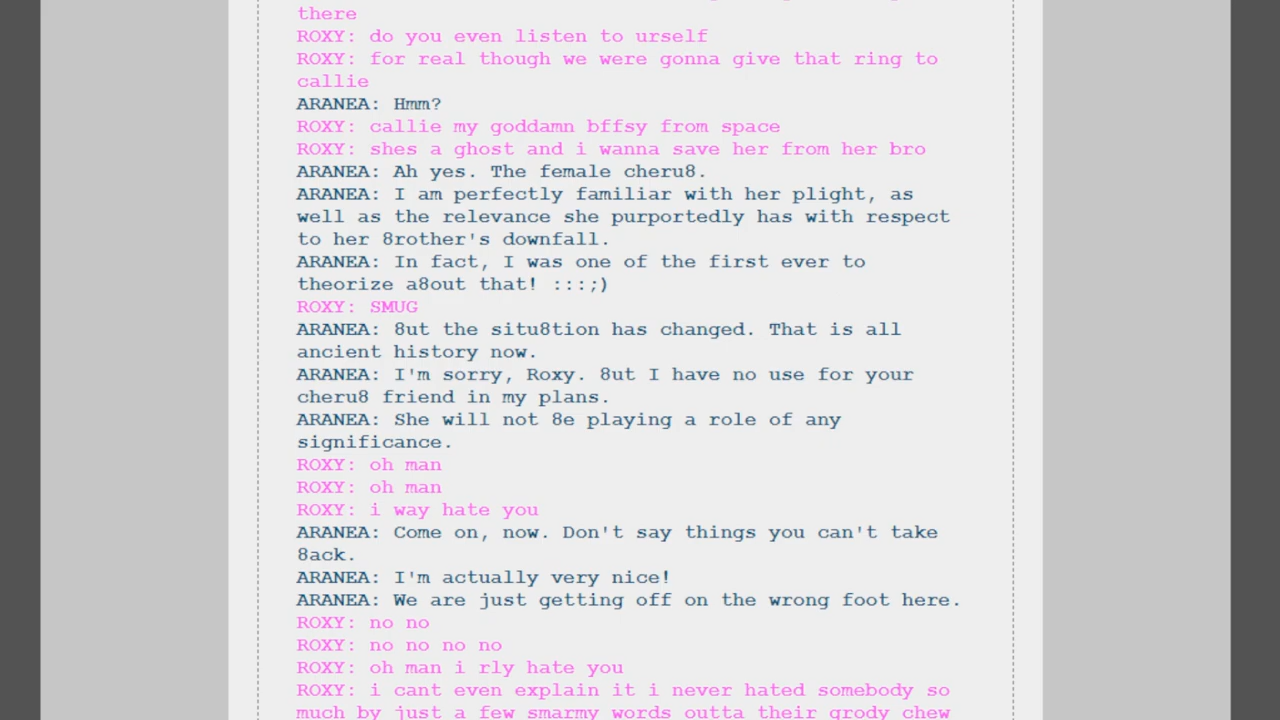 there
ROXY: do you even listen to urself
ROXY: for real though we were gonna give that ring to
callie
ARANEA: Hmm?
ROXY: callie my goddamn bffsy from space
ROXY: shes a ghost and i wanna save her from her bro
ARANEA: Ah yes. The female cheru8.
ARANEA: I am perfectly familiar with her plight, as
well as the relevance she purportedly has with respect
to her 8rother's downfall.
ARANEA: In fact, I was one of the first ever to
theorize a8out that! :::;)
ROXY: SMUG
ARANEA: 8ut the situ8tion has changed. That is all
ancient history now.
ARANEA: I'm sorry, Roxy. 8ut I have no use for your
cheru8 friend in my plans.
ARANEA: She will not 8e playing a role of any
significance.
ROXY: oh man
ROXY: oh man
ROXY: i way hate you
ARANEA: Come on, now. Don't say things you can't take
8ack.
ARANEA: I'm actually very nice!
ARANEA: We are just getting off on the wrong foot here.
ROXY: no no
ROXY: no no no no
ROXY: oh man i rly hate you
ROXY: i cant even explain it i never hated somebody so
much by just a few smarmy words outta their grody chew